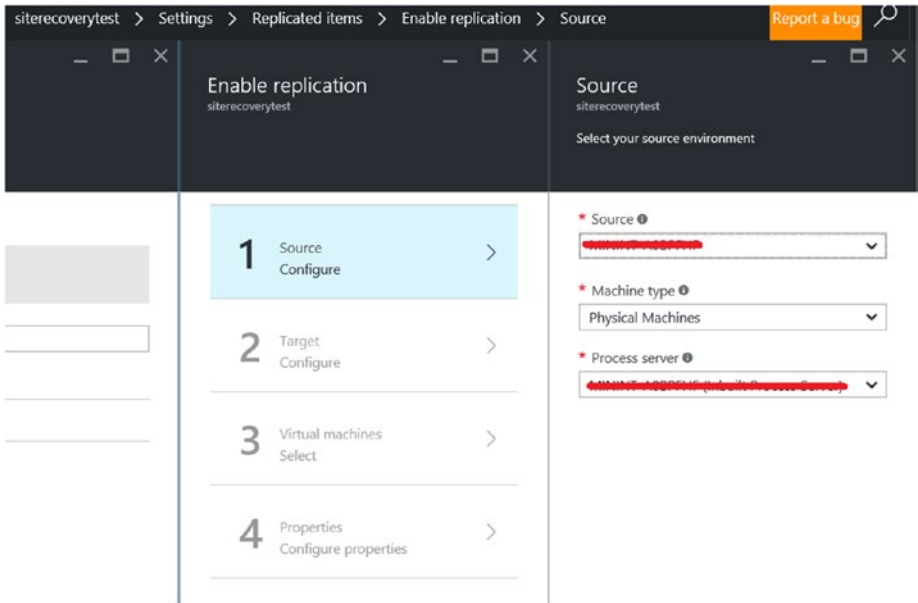 siterecoverytest > Settings > Replicated items > Enable replication > Source
Report a bug
Enable replication
siterecoverytest
Source
siterecoverytest
Select your source environment
1
Source
Configure
2
Target
Configure
3
Virtual machines
Select
4
Properties
Configure properties
* Source
* Machine type
Physical Machines
* Process server